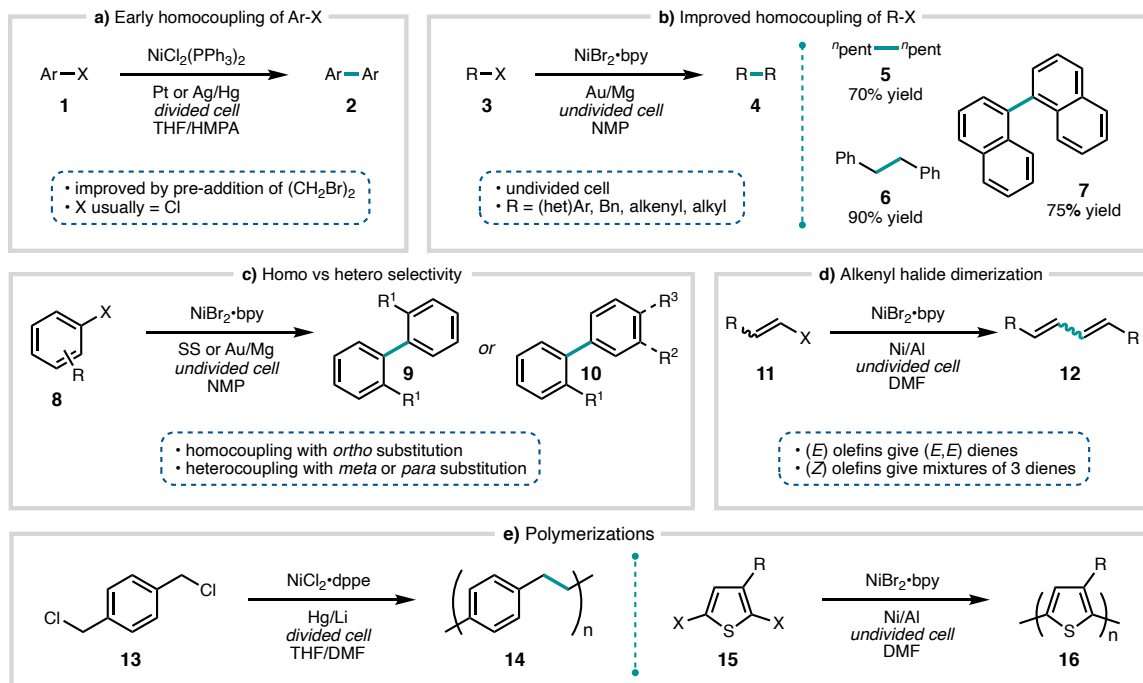 a) Early homocoupling of Ar-X
Ar X
1
NiCl2(PPh3)2
Pt or Ag/Hg
divided cell
THF/HMPA
Ar Ar
2
• improved by pre-addition of (CH2Br)2
• X usually = Cl
b) Improved homocoupling of R-X
R X
3
NiBr2•bpy
Au/Mg
undivided cell
NMP
R R
4
• undivided cell
• R = (het)Ar, Bn, alkenyl, alkyl
npent npent
5
70% yield
Ph
Ph
6
90% yield
7
75% yield
c) Homo vs hetero selectivity
X
R
8
NiBr2•bpy
SS or Au/Mg
undivided cell
NMP
R1
9
R1
or
R3
R2
10
R1
• homocoupling with ortho substitution
• heterocoupling with meta or para substitution
d) Alkenyl halide dimerization
R
X
11
NiBr2•bpy
Ni/Al
undivided cell
DMF
R
R
12
• (E) olefins give (E,E) dienes
• (Z) olefins give mixtures of 3 dienes
e) Polymerizations
Cl
Cl
13
NiCl2•dppe
Hg/Li
divided cell
THF/DMF
n
14
R
X
S
X
15
NiBr2•bpy
Ni/Al
undivided cell
DMF
R
S
n
16